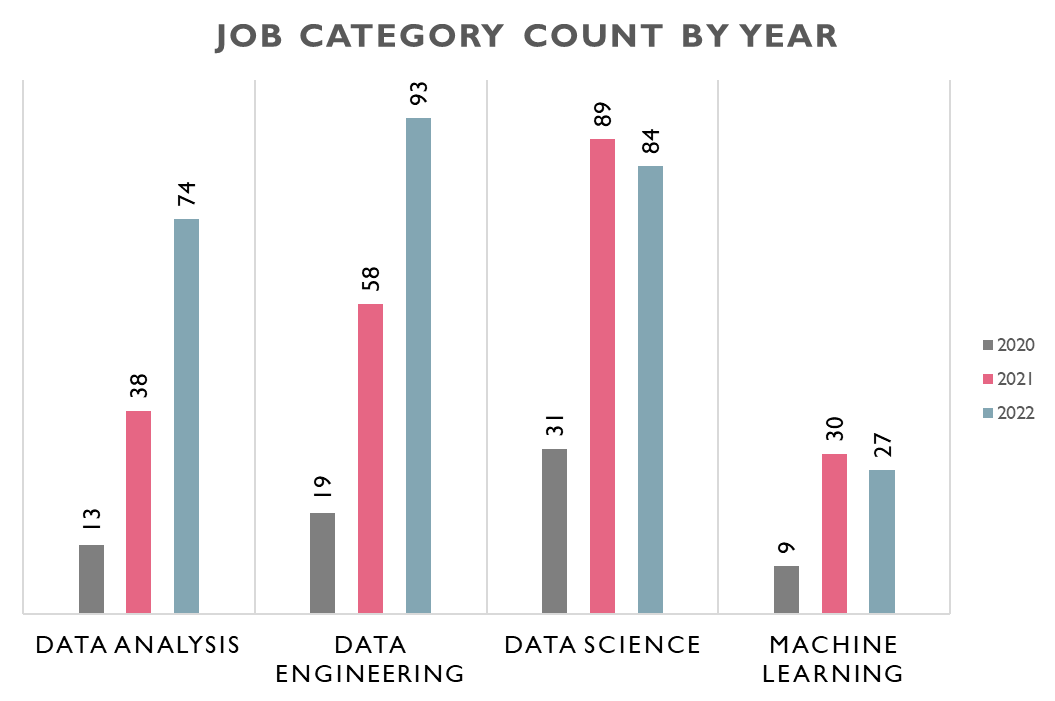 JOB CATEGORY COUNT BY YEAR
13
38
74
19
58
93
31
89
84
9
30
27
2020
2021
2022
DATA ANALYSIS
DATA
ENGINEERING
DATA SCIENCE
MACHINE
LEARNING